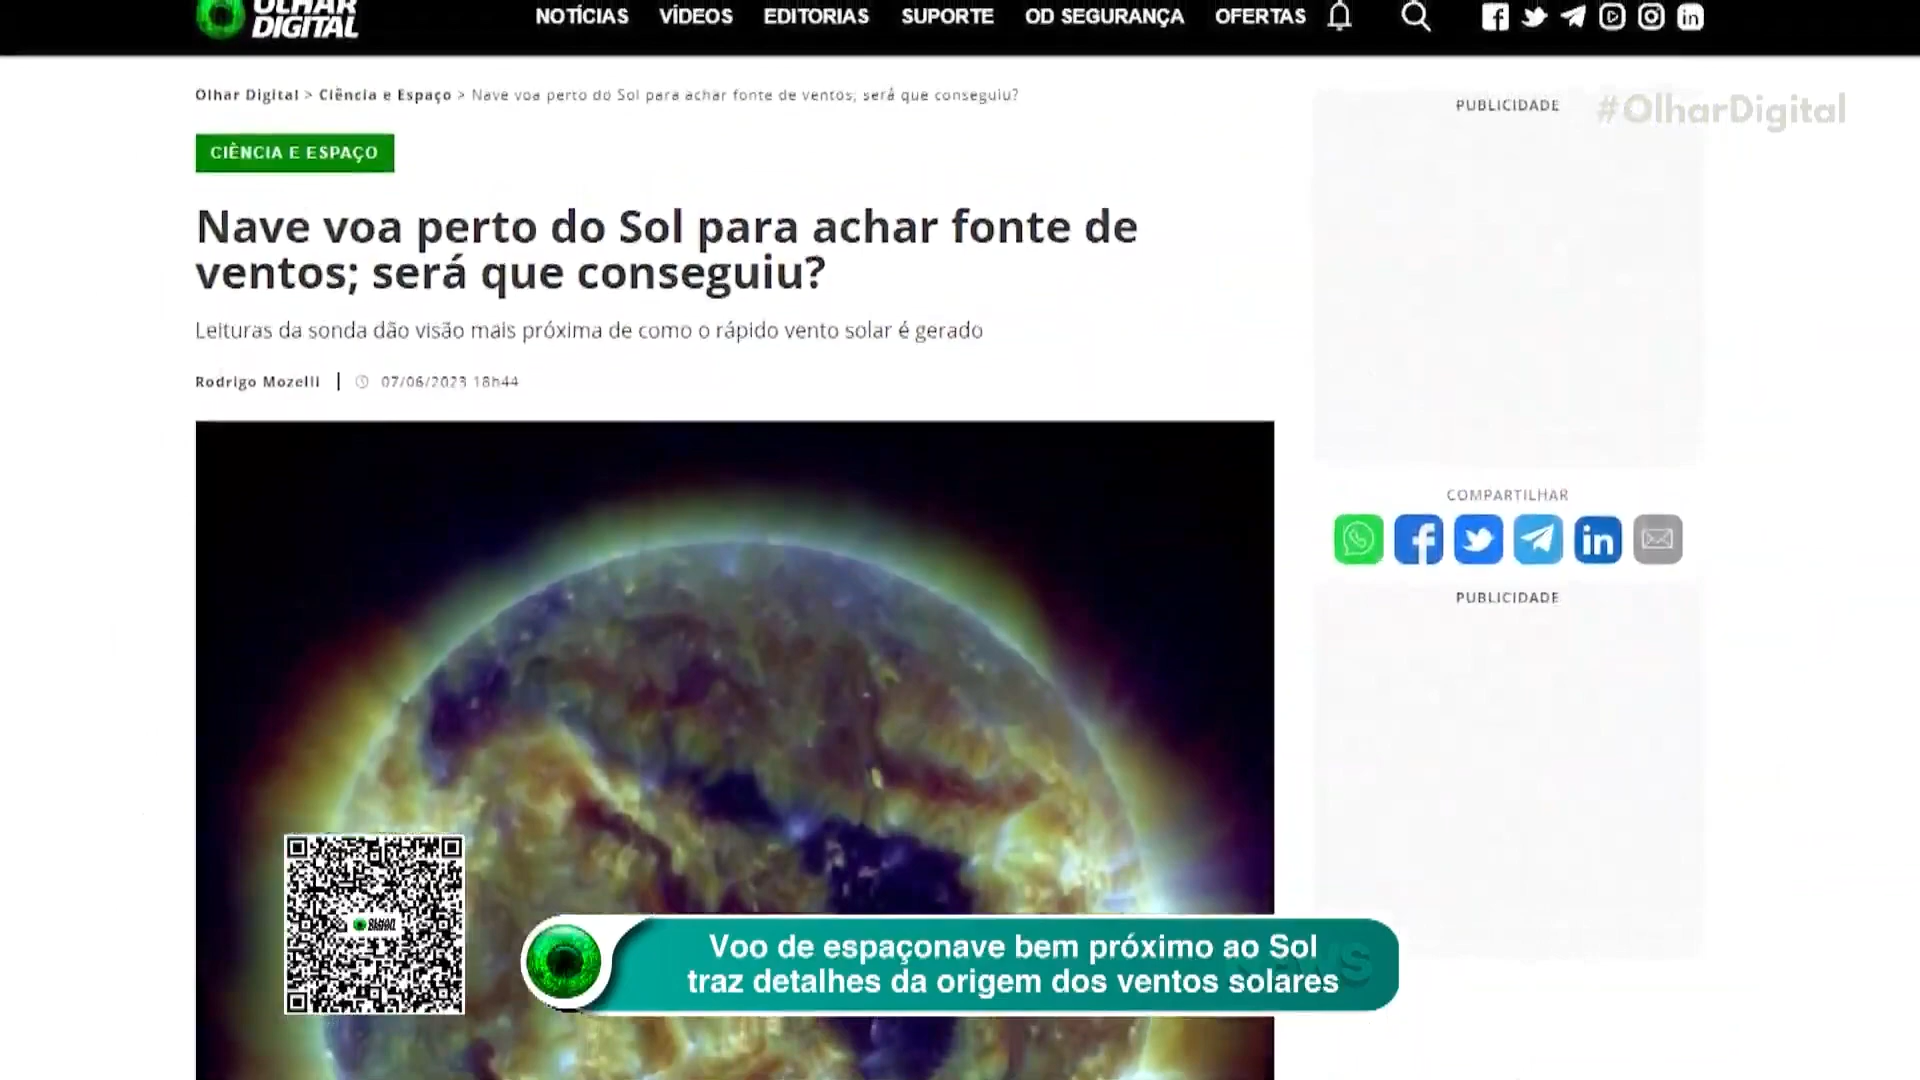 OLHAR
DIGITAL
NOTÍCIAS VÍDEOS EDITORIAS SUPORTE OD SEGURANÇA OFERTAS
Olhar Digital > Ciência e Espaço > Nave voa perto do Sol para achar fonte de ventos; será que conseguiu?
PUBLICIDADE
#OlharDigital
CIÊNCIA E ESPAÇO
Nave voa perto do Sol para achar fonte de
ventos; será que conseguiu?
Leituras da sonda dão visão mais próxima de como o rápido vento solar é gerado
Rodrigo Mozelli | 07/06/2023 18h44
COMPARTILHAR
PUBLICIDADE
OLHAR
DIGITAL
Voo de espaçonave bem próximo ao Sol
traz detalhes da origem dos ventos solares
NEWS